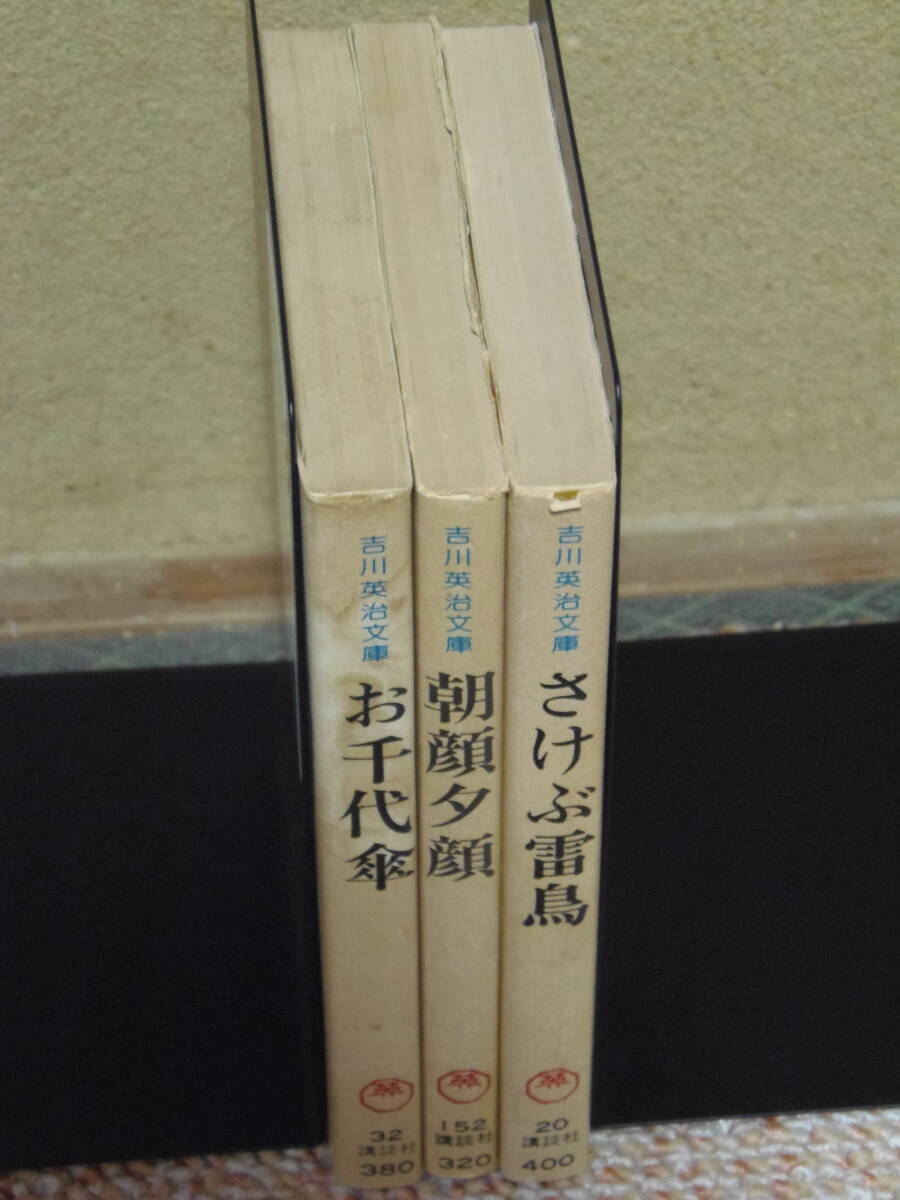 吉川英治文庫
お千代傘
32
講談社
380
吉川英治文庫
朝顔夕顔
152
講談社
320
吉川英治文庫
さけぶ雷鳥
20
講談社
400